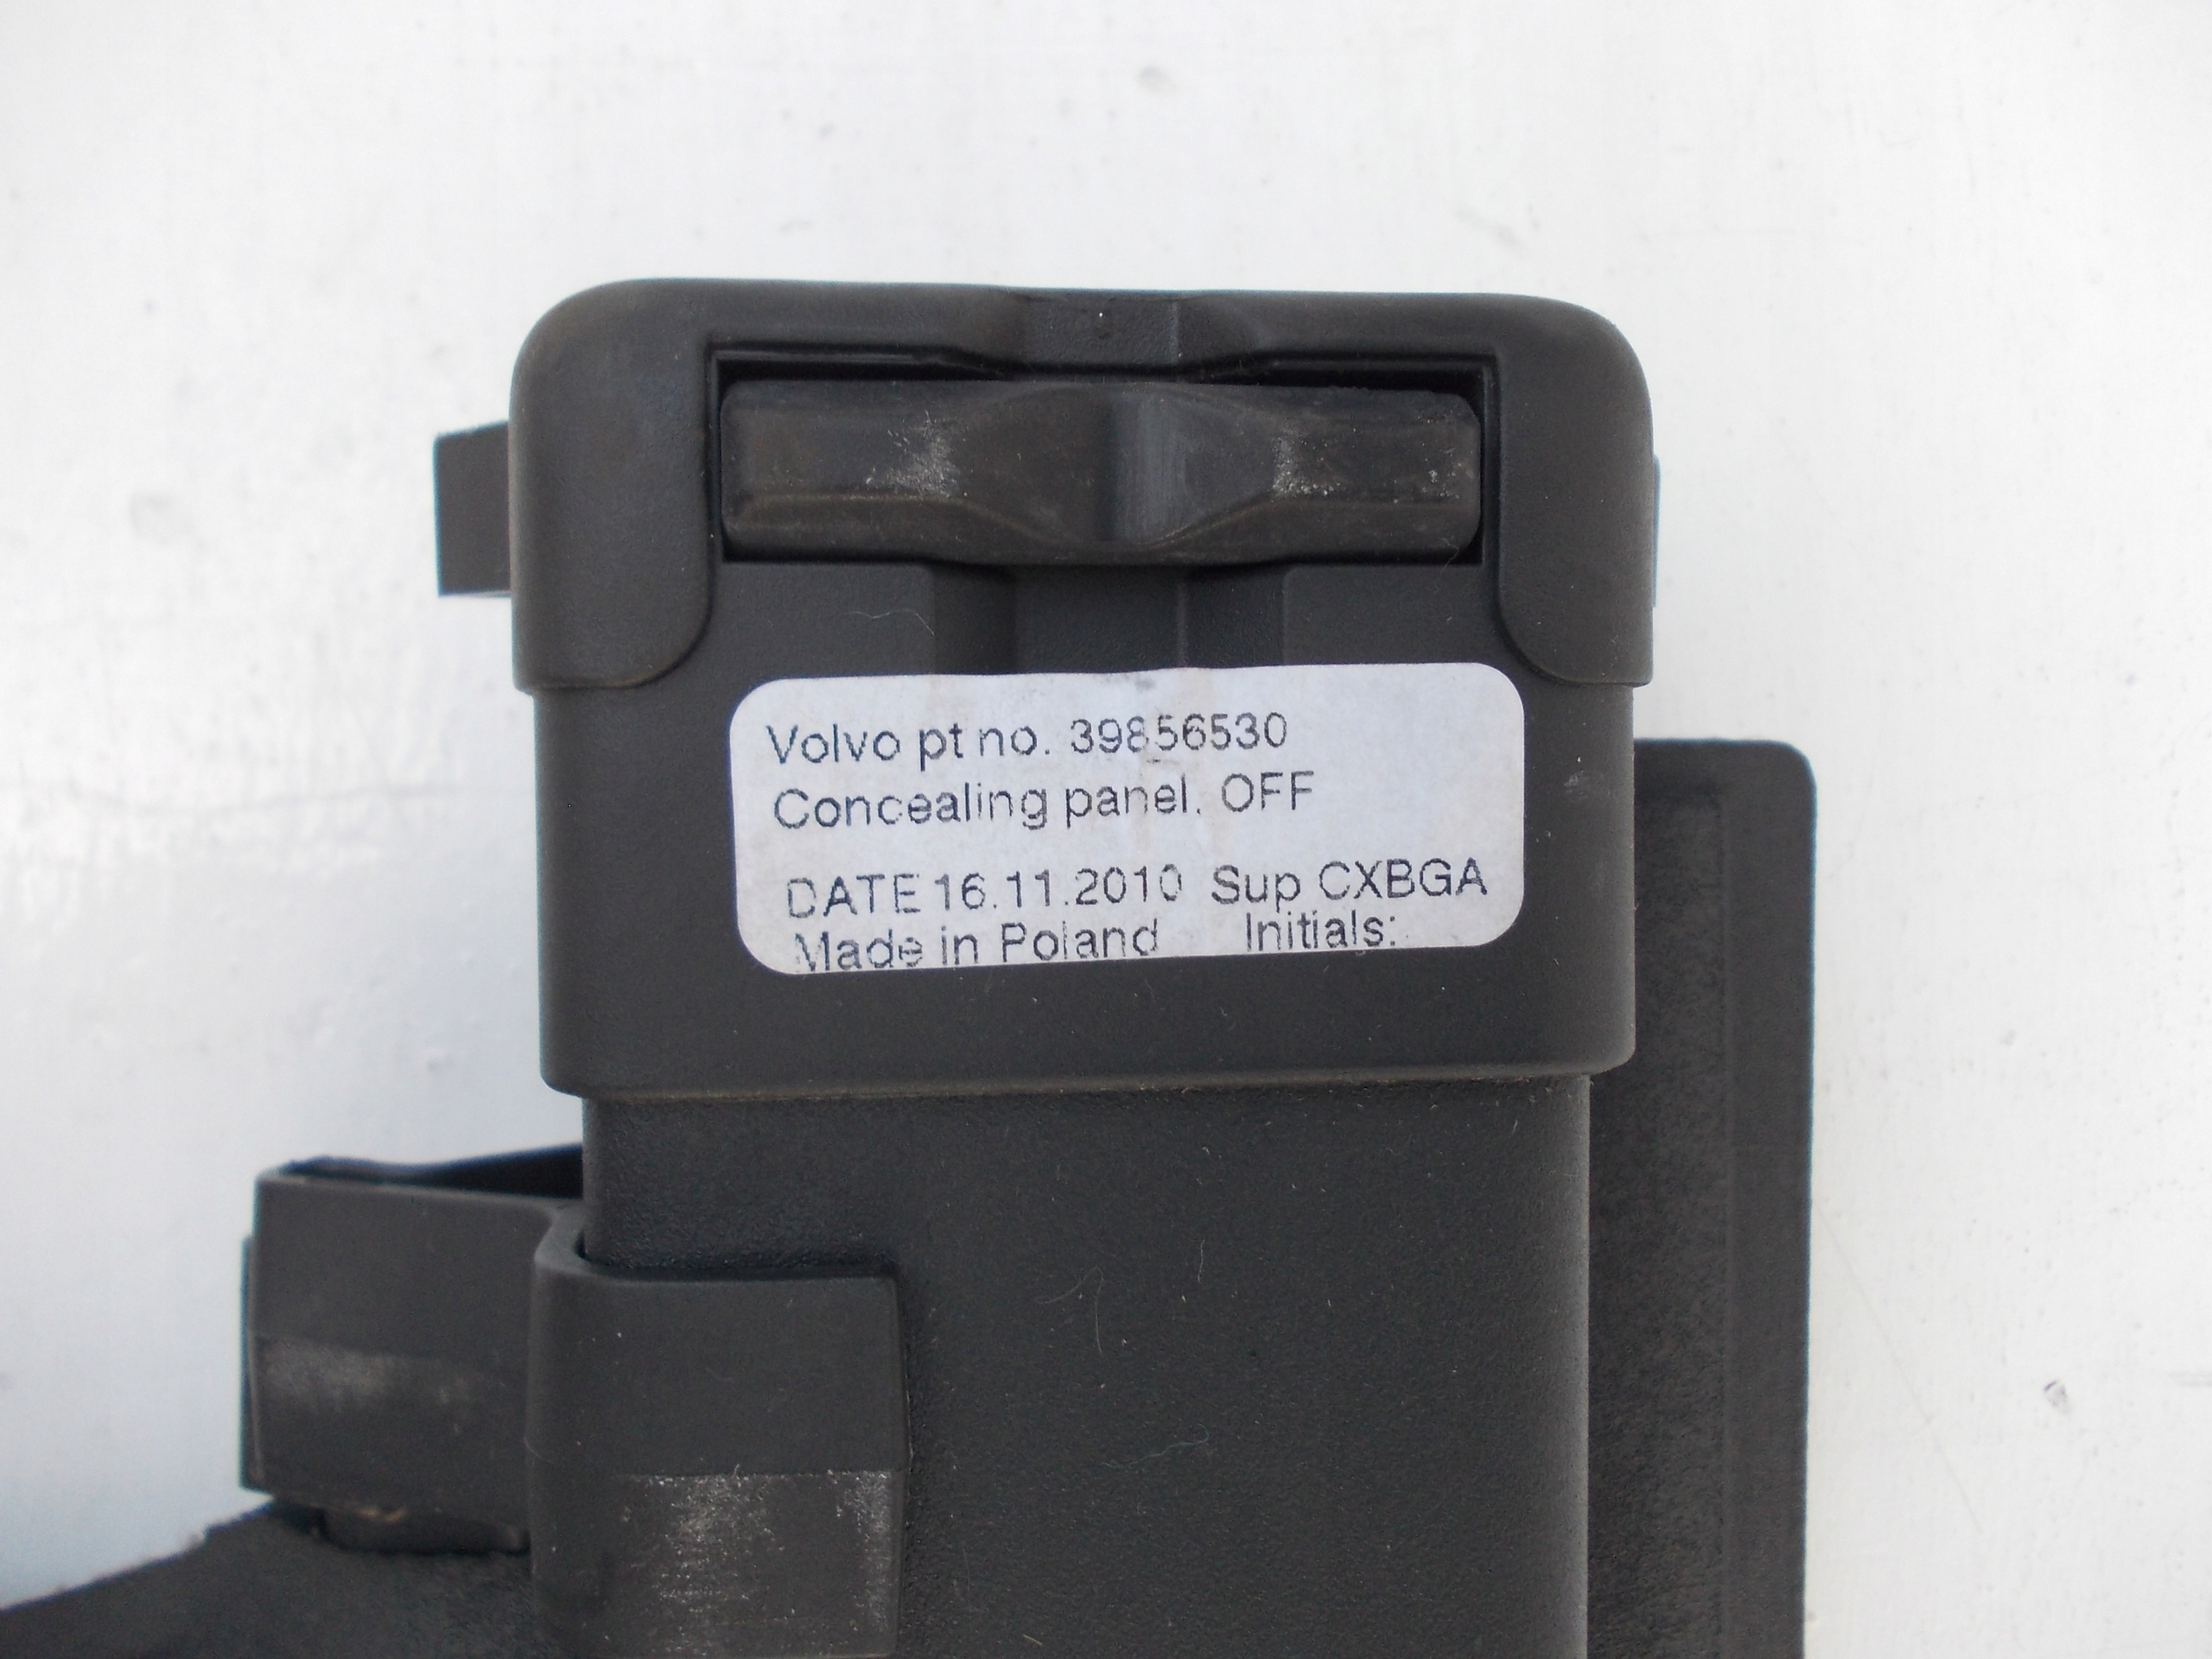 Volvo pt no. 39856530
Concealing panel. OFF
DATE 16.11.2010 Sup CXBGA
Made in Poland Initials: